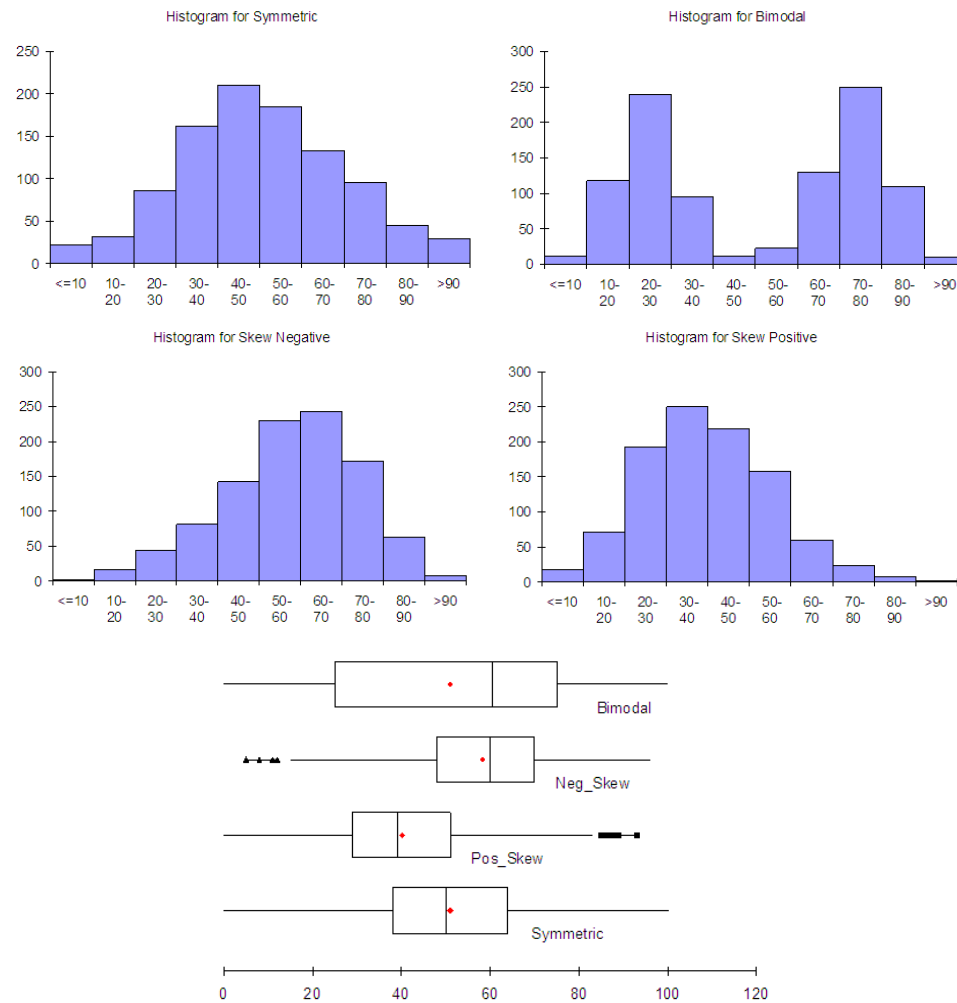 Histogram for Symmetric
250
200
150
100
50
0
<=10 10-20 20-30 30-40 40-50 50-60 60-70 70-80 80-90 >90
Histogram for Bimodal
300
250
200
150
100
50
0
<=10 10-20 20-30 30-40 40-50 50-60 60-70 70-80 80-90 >90
Histogram for Skew Negative
300
250
200
150
100
50
0
<=10 10-20 20-30 30-40 40-50 50-60 60-70 70-80 80-90 >90
Histogram for Skew Positive
300
250
200
150
100
50
0
<=10 10-20 20-30 30-40 40-50 50-60 60-70 70-80 80-90 >90
Bimodal
Neg_Skew
Pos_Skew
Symmetric
0 20 40 60 80 100 120